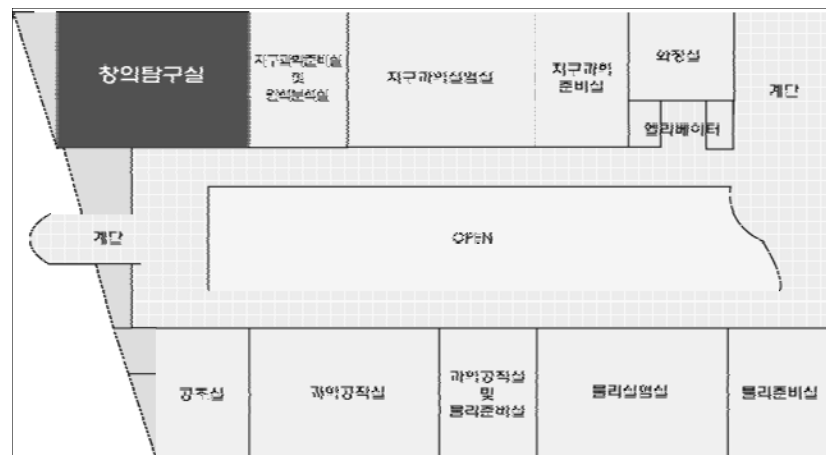 창의탐구실
지구과학준비실
및
암석분석실
지구과학실험실
지구과학
준비실
화장실
계단
엘리베이터
계단
OPEN
공조실
과학공작실
과학공작실
및
물리준비실
물리실험실
물리준비실